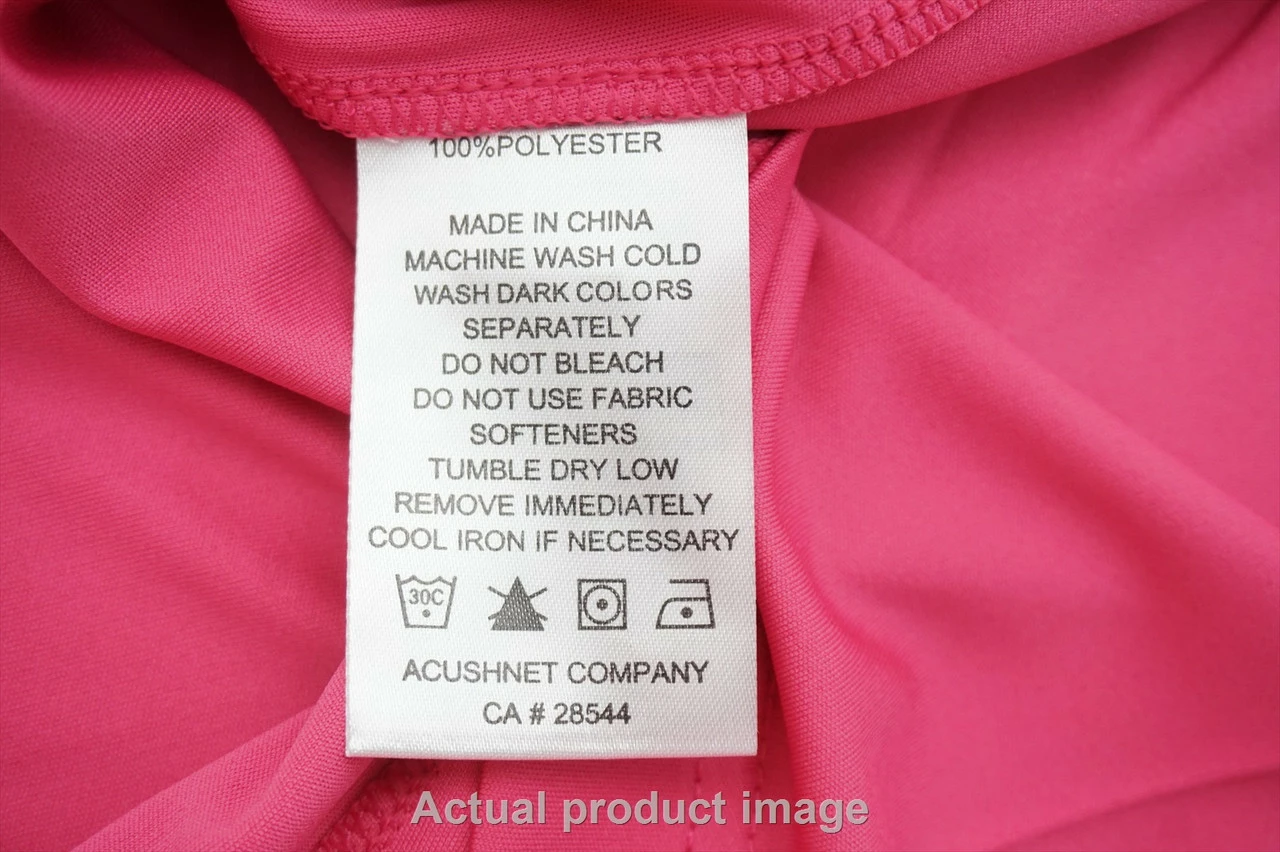 100%POLYESTER
MADE IN CHINA
MACHINE WASH COLD
WASH DARK COLORS
SEPARATELY
DO NOT BLEACH
DO NOT USE FABRIC
SOFTENERS
TUMBLE DRY LOW
REMOVE IMMEDIATELY
COOL IRON IF NECESSARY
30C
ACUSHNET COMPANY
CA # 28544
Actual product image